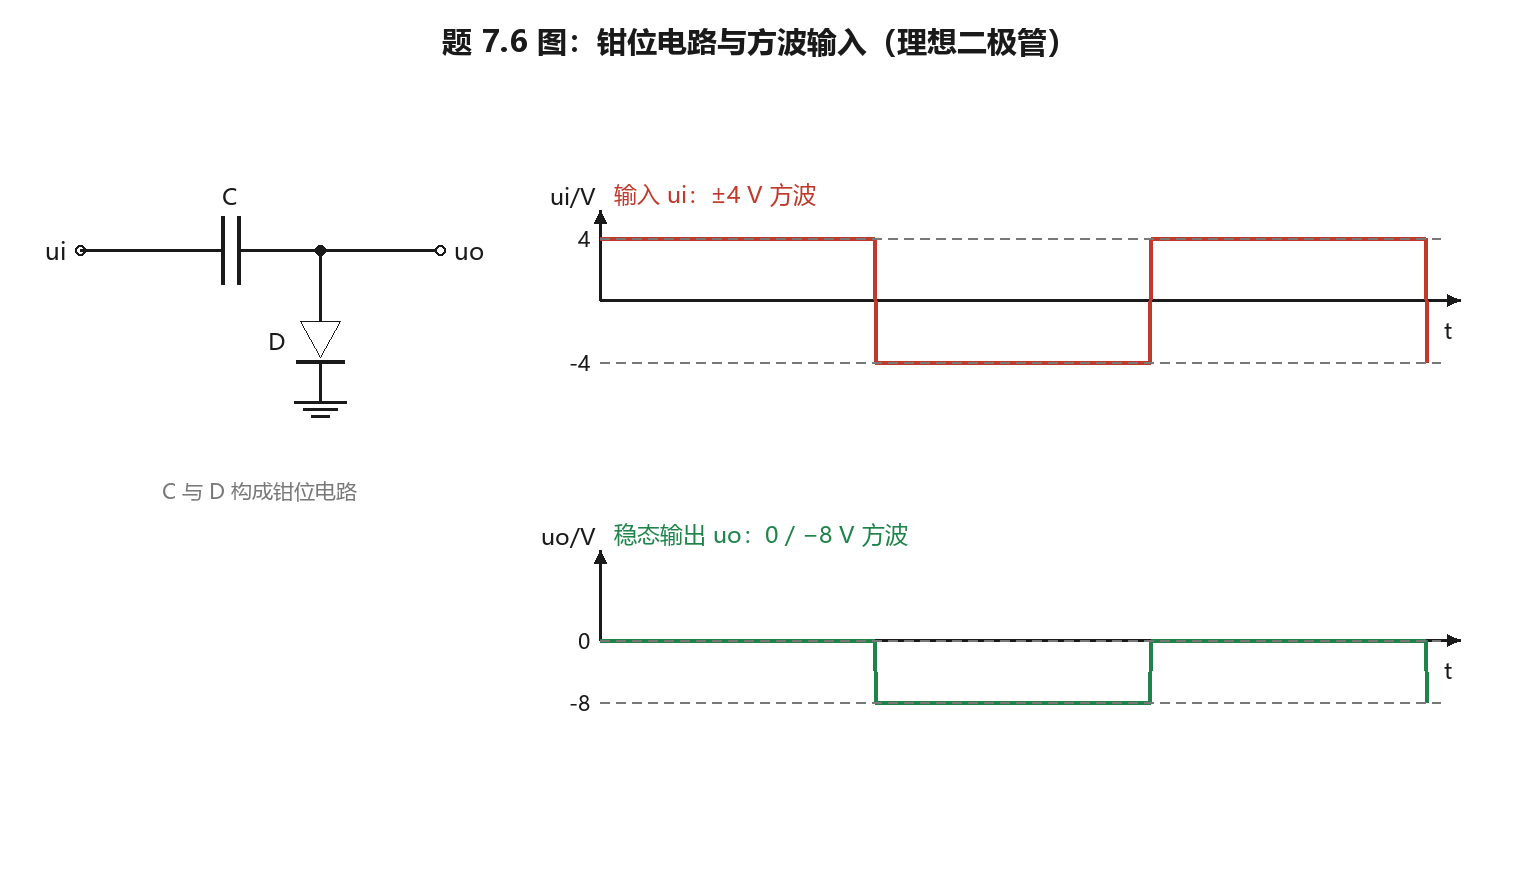 题 7.6 图：钳位电路与方波输入（理想二极管）
C
ui
uo
D
C 与 D 构成钳位电路
ui/V 输入 ui：±4 V 方波
4
t
-4
uo/V 稳态输出 uo：0 / −8 V 方波
0
t
-8